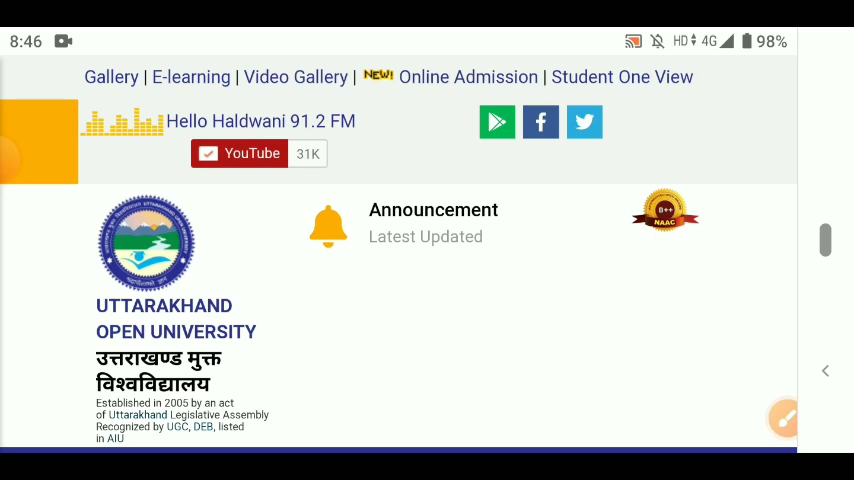 8:46 HD 4G 98%
Gallery | E-learning | Video Gallery | NEW! Online Admission | Student One View
Hello Haldwani 91.2 FM
YouTube 31K
Announcement
Latest Updated
B++
NAAC
UTTARAKHAND
OPEN UNIVERSITY
उत्तराखण्ड मुक्त
विश्वविद्यालय
Established in 2005 by an act
of Uttarakhand Legislative Assembly
Recognized by UGC, DEB, listed
in AIU